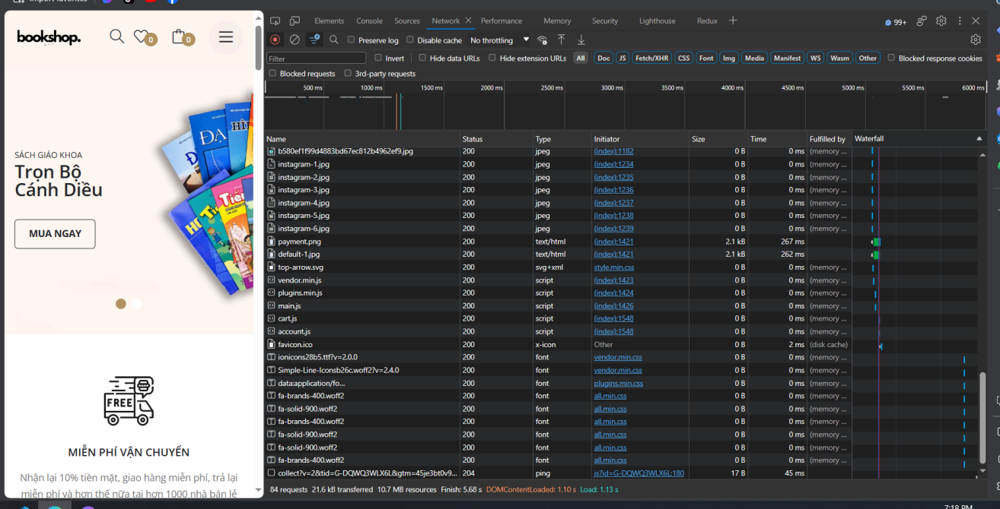 Import favorites
bookshop.
0
0
SÁCH GIÁO KHOA
Trọn Bộ
Cánh Diều
MUA NGAY
FREE
MIỄN PHÍ VẬN CHUYỂN
Nhận lại 10% tiền mặt, giao hàng miễn phí, trả lại
miễn phí và hơn thế nữa tại hơn 1000 nhà bán lẻ
Elements Console Sources Network Performance Memory Security Lighthouse Redux
99+
Preserve log Disable cache No throttling
Filter Invert Hide data URLs Hide extension URLs All Doc JS Fetch/XHR CSS Font Img Media Manifest WS Wasm Other Blocked response cookies
Blocked requests 3rd-party requests
500 ms 1000 ms 1500 ms 2000 ms 2500 ms 3000 ms 3500 ms 4000 ms 4500 ms 5000 ms 5500 ms 6000 ms
Name Status Type Initiator Size Time Fulfilled by Waterfall
b580ef1f99d4883bd67ec812b4962ef9.jpg 200 jpeg (index):1182 0 B 0 ms (memory ...
instagram-1.jpg 200 jpeg (index):1234 0 B 0 ms (memory ...
instagram-2.jpg 200 jpeg (index):1235 0 B 0 ms (memory ...
instagram-3.jpg 200 jpeg (index):1236 0 B 0 ms (memory ...
instagram-4.jpg 200 jpeg (index):1237 0 B 0 ms (memory ...
instagram-5.jpg 200 jpeg (index):1238 0 B 0 ms (memory ...
instagram-6.jpg 200 jpeg (index):1239 0 B 0 ms (memory ...
payment.png 200 text/html (index):1421 2.1 kB 267 ms
default-1.jpg 200 text/html (index):1421 2.1 kB 262 ms
top-arrow.svg 200 svg+xml style.min.css 0 B 0 ms (memory ...
vendor.min.js 200 script (index):1423 0 B 0 ms (memory ...
plugins.min.js 200 script (index):1424 0 B 0 ms (memory ...
main.js 200 script (index):1426 0 B 0 ms (memory ...
cart.js 200 script (index):1548 0 B 0 ms (memory ...
account.js 200 script (index):1548 0 B 0 ms (memory ...
favicon.ico 200 x-icon Other 0 B 2 ms (disk cache)
ionicons28b5.ttf?v=2.0.0 200 font vendor.min.css 0 B 0 ms (memory ...
Simple-Line-Iconsb26c.woff2?v=2.4.0 200 font vendor.min.css 0 B 0 ms (memory ...
data:application/fo... 200 font plugins.min.css 0 B 0 ms (memory ...
fa-brands-400.woff2 200 font all.min.css 0 B 0 ms (memory ...
fa-solid-900.woff2 200 font all.min.css 0 B 0 ms (memory ...
fa-brands-400.woff2 200 font all.min.css 0 B 0 ms (memory ...
fa-solid-900.woff2 200 font all.min.css 0 B 0 ms (memory ...
fa-solid-900.woff2 200 font all.min.css 0 B 0 ms (memory ...
fa-brands-400.woff2 200 font all.min.css 0 B 0 ms (memory ...
collect?v=2&tid=G-DQWQ3WLX6L&gtm=45je3bt0v9... 204 ping js?id=G-DQWQ3WLX6L:180 17 B 45 ms
84 requests 21.6 kB transferred 10.7 MB resources Finish: 5.68 s DOMContentLoaded: 1.10 s Load: 1.13 s
7:18 PM